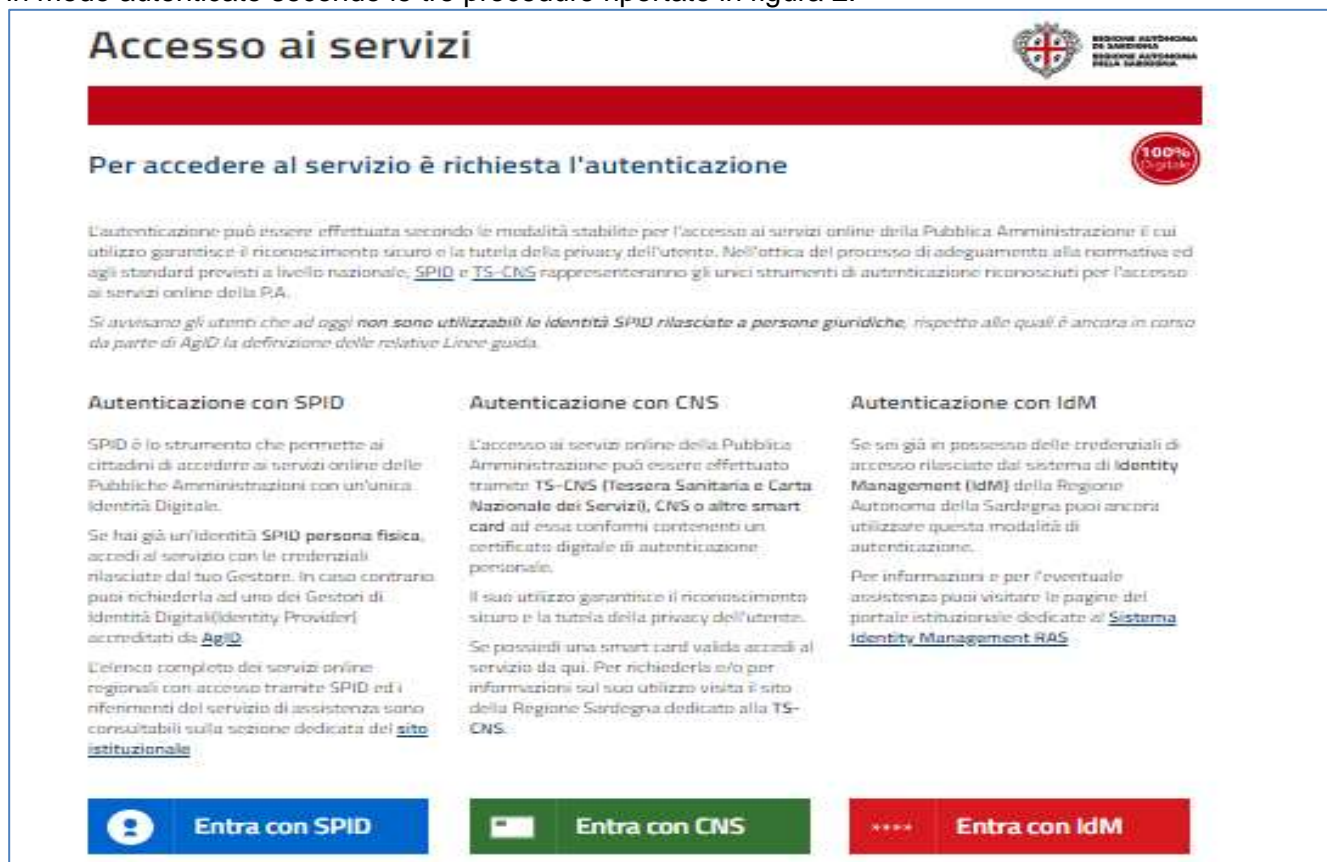 in modo autenticato secondo le tre procedure riportate in figura 2.
Accesso ai servizi
REGIONE AUTÒNOMA
DE SARDIGNA
REGIONE AUTONOMA
DELLA SARDEGNA
Per accedere al servizio è richiesta l'autenticazione
100%
Digitale
L'autenticazione può essere effettuata secondo le modalità stabilite per l'accesso ai servizi online della Pubblica Amministrazione il cui
utilizzo garantisce il riconoscimento sicuro e la tutela della privacy dell'utente. Nell'ottica del processo di adeguamento alla normativa ed
agli standard previsti a livello nazionale, SPID e TS-CNS rappresenteranno gli unici strumenti di autenticazione riconosciuti per l'accesso
ai servizi online della P.A.
Si avvisano gli utenti che ad oggi non sono utilizzabili le identità SPID rilasciate a persone giuridiche, rispetto alle quali è ancora in corso
da parte di AgID la definizione delle relative Linee guida.
Autenticazione con SPID
SPID è lo strumento che permette ai
cittadini di accedere ai servizi online delle
Pubbliche Amministrazioni con un'unica
Identità Digitale.
Se hai già un'identità SPID persona fisica,
accedi al servizio con le credenziali
rilasciate dal tuo Gestore. In caso contrario
puoi richiederla ad uno dei Gestori di
Identità Digitali(Identity Provider)
accreditati da AgID
L'elenco completo dei servizi online
regionali con accesso tramite SPID ed i
riferimenti del servizio di assistenza sono
consultabili sulla sezione dedicata del sito
istituzionale
Entra con SPID
Autenticazione con CNS
L'accesso ai servizi online della Pubblica
Amministrazione può essere effettuato
tramite TS-CNS (Tessera Sanitaria e Carta
Nazionale dei Servizi), CNS o altre smart
card ad essa conformi contenenti un
certificato digitale di autenticazione
personale.
Il suo utilizzo garantisce il riconoscimento
sicuro e la tutela della privacy dell'utente.
Se possiedi una smart card valida accedi al
servizio da qui. Per richiederla e/o per
informazioni sul suo utilizzo visita il sito
della Regione Sardegna dedicato alla TS-
CNS.
Entra con CNS
Autenticazione con IdM
Se sei già in possesso delle credenziali di
accesso rilasciate dal sistema di Identity
Management (IdM) della Regione
Autonoma della Sardegna puoi ancora
utilizzare questa modalità di
autenticazione.
Per informazioni e per l'eventuale
assistenza puoi visitare le pagine del
portale istituzionale dedicate al Sistema
Identity Management RAS
Entra con IdM